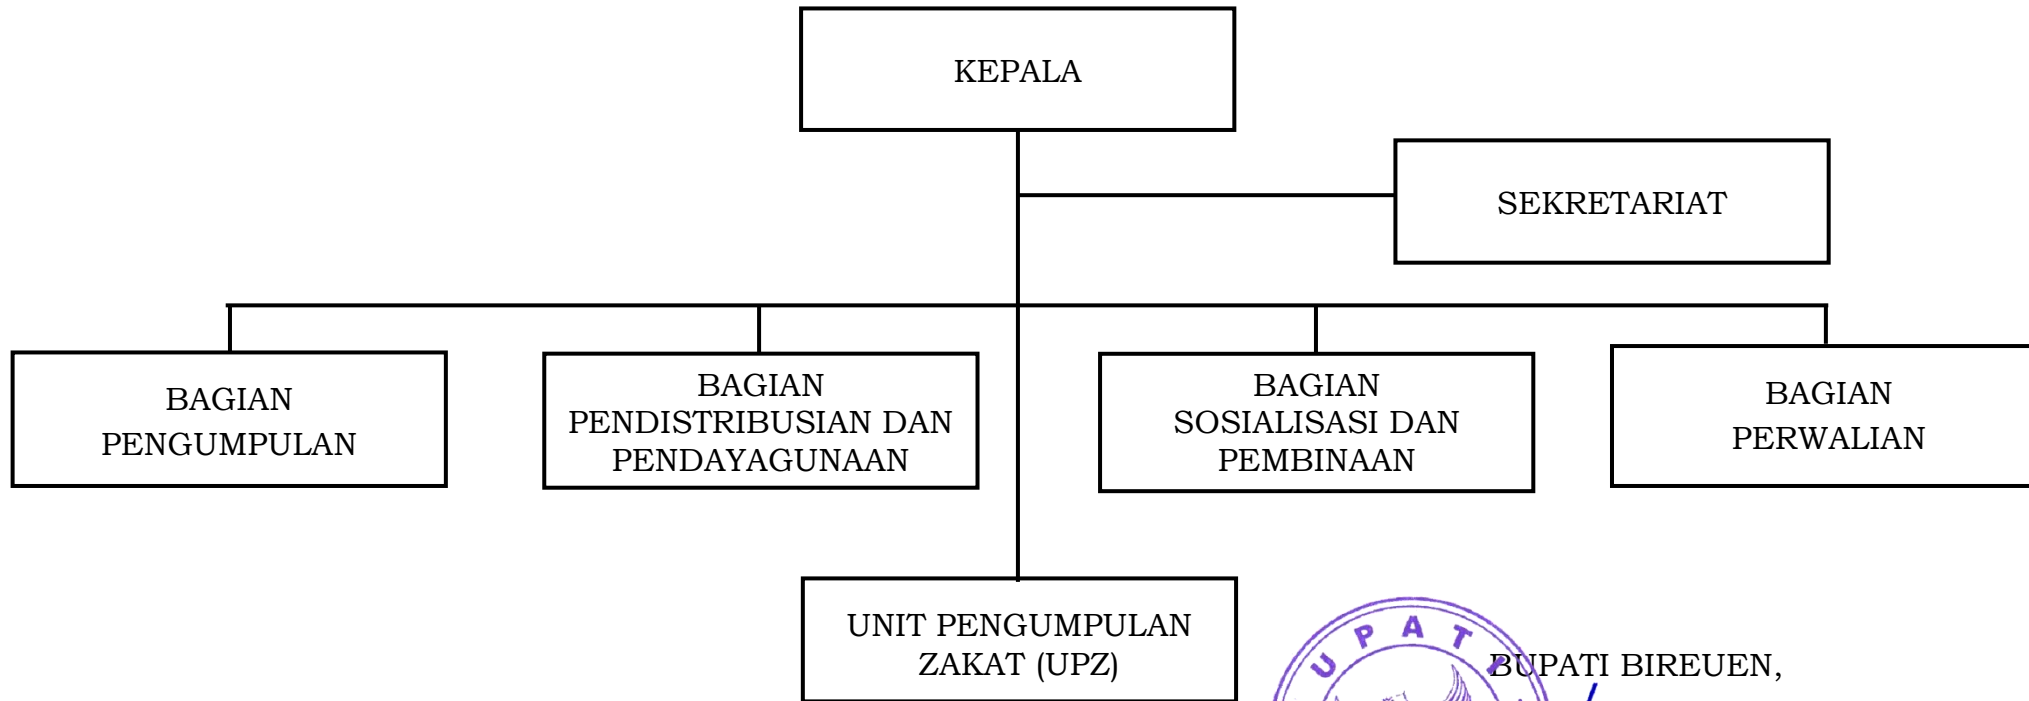 KEPALA
SEKRETARIAT
BAGIAN
PENGUMPULAN
BAGIAN
PENDISTRIBUSIAN DAN
PENDAYAGUNAAN
BAGIAN
SOSIALISASI DAN
PEMBINAAN
BAGIAN
PERWALIAN
UNIT PENGUMPULAN
ZAKAT (UPZ)
UPATI
BUPATI BIREUEN,